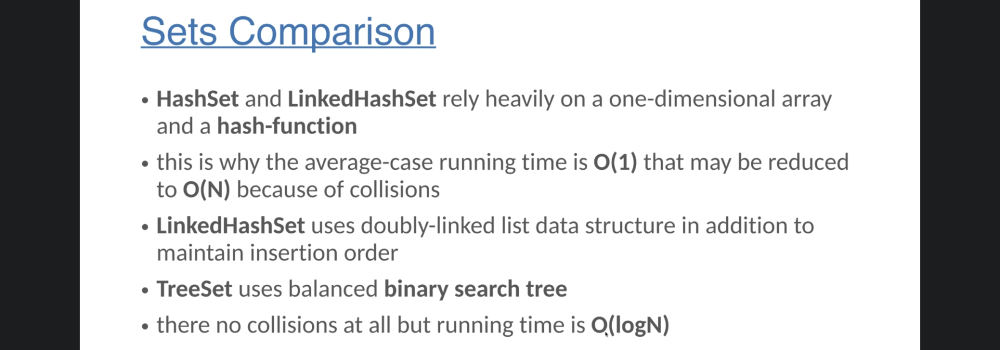 Sets Comparison
• HashSet and LinkedHashSet rely heavily on a one-dimensional array
and a hash-function
• this is why the average-case running time is O(1) that may be reduced
to O(N) because of collisions
• LinkedHashSet uses doubly-linked list data structure in addition to
maintain insertion order
• TreeSet uses balanced binary search tree
• there no collisions at all but running time is O(logN)